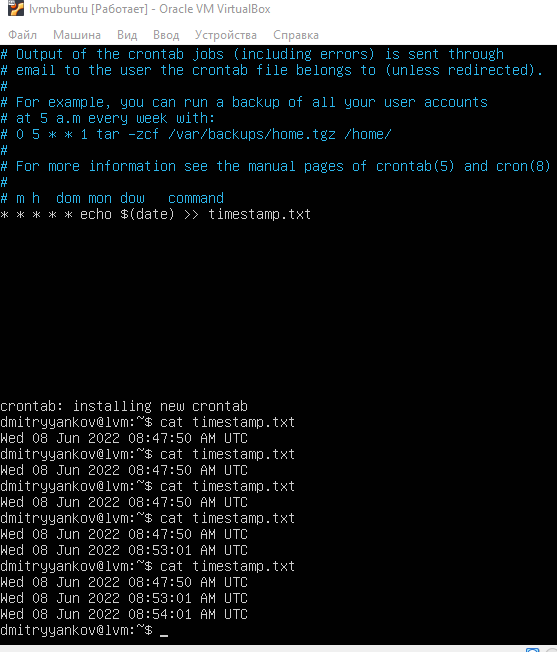 lvmubuntu [Работает] - Oracle VM VirtualBox
Файл Машина Вид Ввод Устройства Справка
# Output of the crontab jobs (including errors) is sent through
# email to the user the crontab file belongs to (unless redirected).
#
# For example, you can run a backup of all your user accounts
# at 5 a.m every week with:
# 0 5 * * 1 tar -zcf /var/backups/home.tgz /home/
#
# For more information see the manual pages of crontab(5) and cron(8)
#
# m h  dom mon dow   command
* * * * * echo $(date) >> timestamp.txt
crontab: installing new crontab
dmitryyankov@lvm:~$ cat timestamp.txt
Wed 08 Jun 2022 08:47:50 AM UTC
dmitryyankov@lvm:~$ cat timestamp.txt
Wed 08 Jun 2022 08:47:50 AM UTC
dmitryyankov@lvm:~$ cat timestamp.txt
Wed 08 Jun 2022 08:47:50 AM UTC
dmitryyankov@lvm:~$ cat timestamp.txt
Wed 08 Jun 2022 08:47:50 AM UTC
Wed 08 Jun 2022 08:53:01 AM UTC
dmitryyankov@lvm:~$ cat timestamp.txt
Wed 08 Jun 2022 08:47:50 AM UTC
Wed 08 Jun 2022 08:53:01 AM UTC
Wed 08 Jun 2022 08:54:01 AM UTC
dmitryyankov@lvm:~$ _